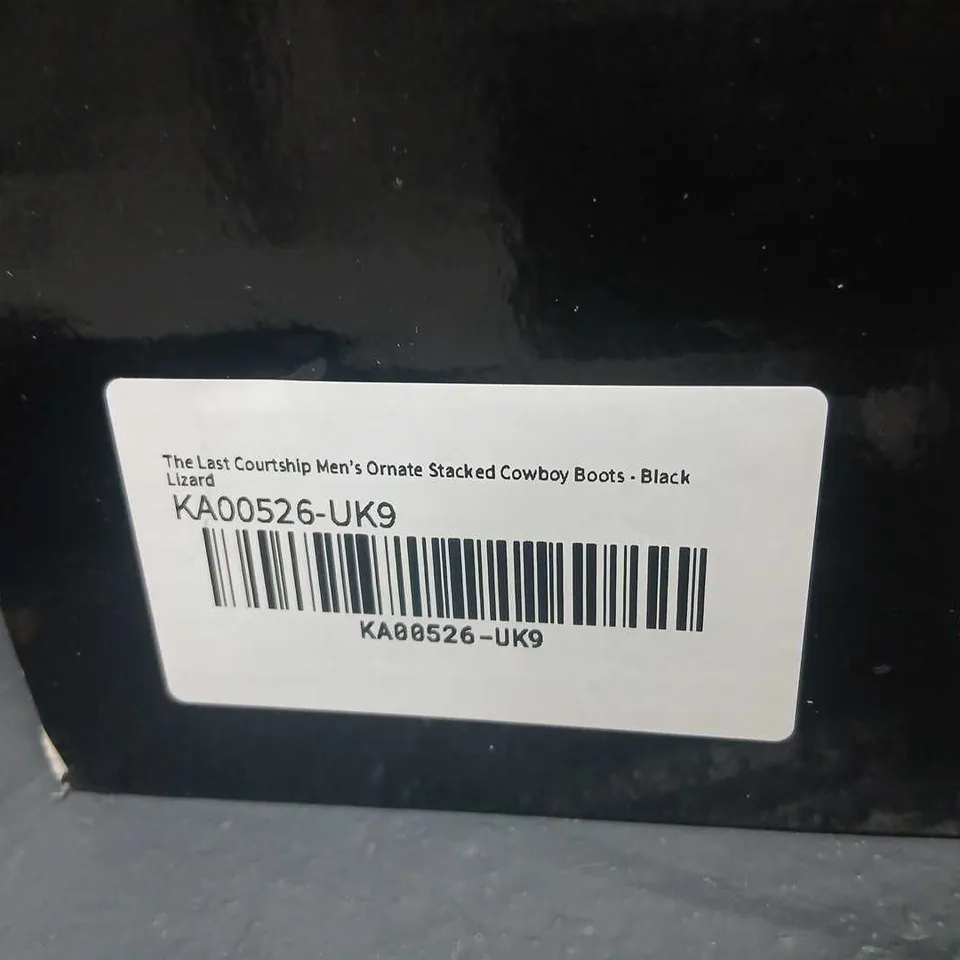 The Last Courtship Men's Ornate Stacked Cowboy Boots - Black
Lizard
KA00526-UK9
KA00526-UK9